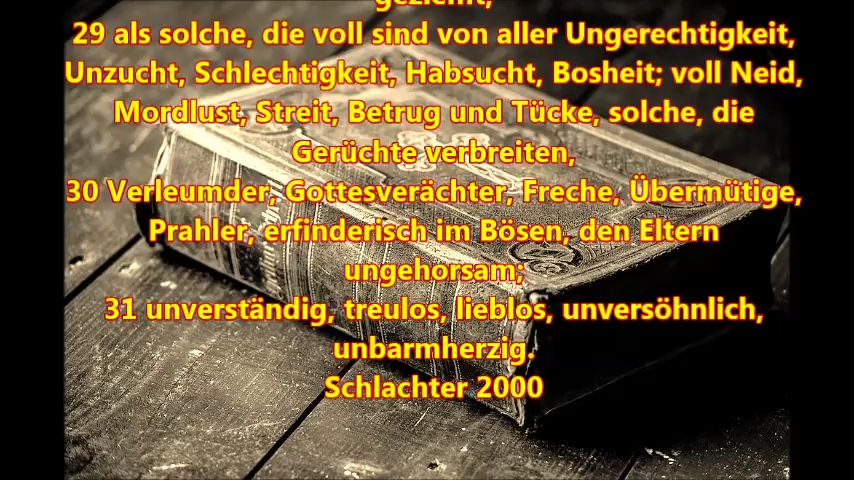 geziemt,
29 als solche, die voll sind von aller Ungerechtigkeit,
Unzucht, Schlechtigkeit, Habsucht, Bosheit; voll Neid,
Mordlust, Streit, Betrug und Tücke, solche, die
Gerüchte verbreiten,
30 Verleumder, Gottesverächter, Freche, Übermütige,
Prahler, erfinderisch im Bösen, den Eltern
ungehorsam;
31 unverständig, treulos, lieblos, unversöhnlich,
unbarmherzig.
Schlachter 2000